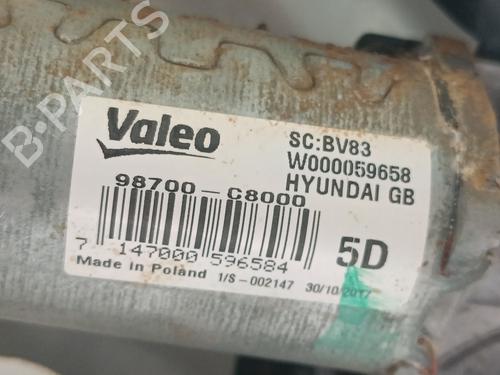 B-PARTS
Valeo
SC:BV83
W000059658
HYUNDAI GB
98700-C8000
7 147000 596584
5D
Made in Poland
1/S-002147
30/10/2017